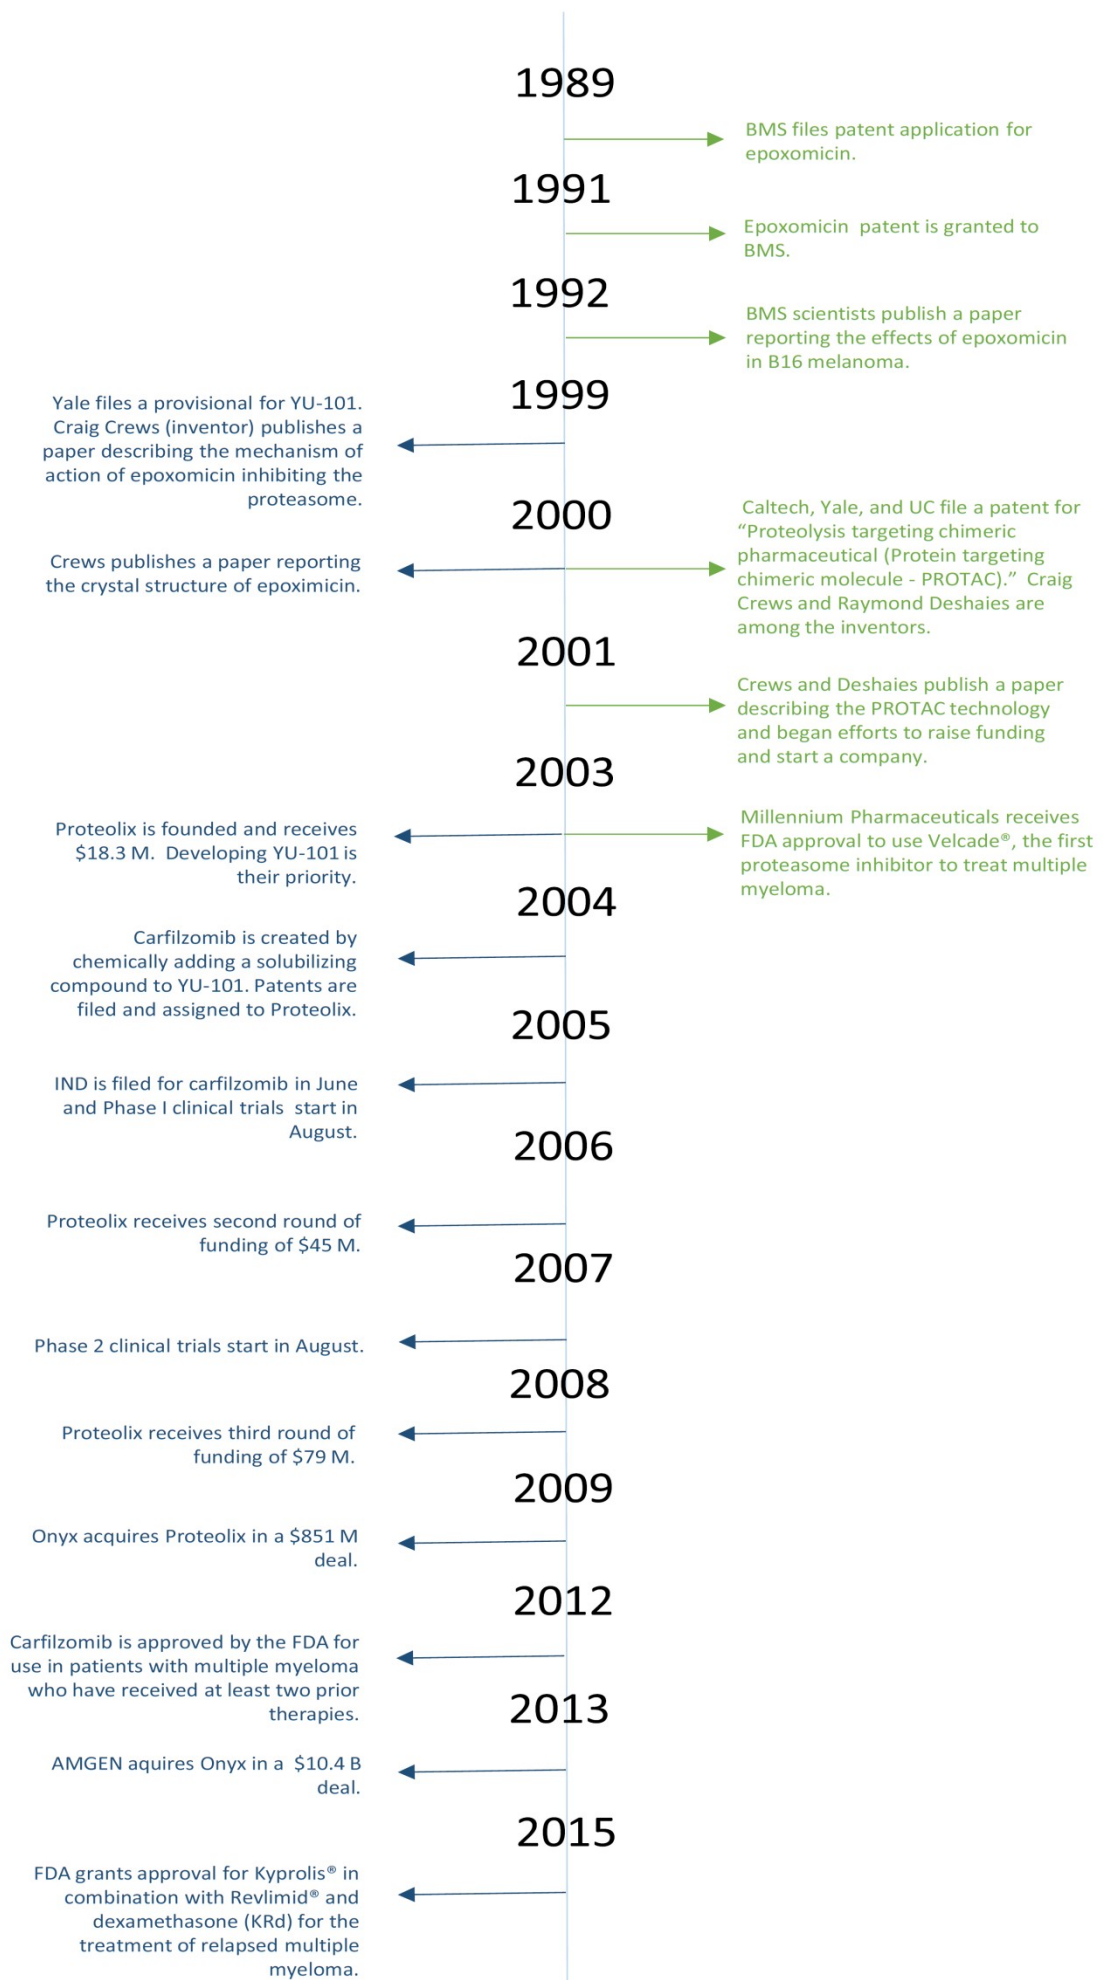 1989
BMS files patent application for
epoxomicin.
1991
Epoxomicin  patent is granted to
BMS.
1992
BMS scientists publish a paper
reporting the effects of epoxomicin
in B16 melanoma.
1999
Yale files a provisional for YU-101.
Craig Crews (inventor) publishes a
paper describing the mechanism of
action of epoxomicin inhibiting the
proteasome.
2000
Crews publishes a paper reporting
the crystal structure of epoximicin.
Caltech, Yale, and UC file a patent for
“Proteolysis targeting chimeric
pharmaceutical (Protein targeting
chimeric molecule - PROTAC).”  Craig
Crews and Raymond Deshaies are
among the inventors.
2001
Crews and Deshaies publish a paper
describing the PROTAC technology
and began efforts to raise funding
and start a company.
2003
Proteolix is founded and receives
$18.3 M.  Developing YU-101 is
their priority.
Millennium Pharmaceuticals receives
FDA approval to use Velcade®, the first
proteasome inhibitor to treat multiple
myeloma.
2004
Carfilzomib is created by
chemically adding a solubilizing
compound to YU-101. Patents are
filed and assigned to Proteolix.
2005
IND is filed for carfilzomib in June
and Phase I clinical trials  start in
August.
2006
Proteolix receives second round of
funding of $45 M.
2007
Phase 2 clinical trials start in August.
2008
Proteolix receives third round of
funding of $79 M.
2009
Onyx acquires Proteolix in a $851 M
deal.
2012
Carfilzomib is approved by the FDA for
use in patients with multiple myeloma
who have received at least two prior
therapies.
2013
AMGEN aquires Onyx in a  $10.4 B
deal.
2015
FDA grants approval for Kyprolis® in
combination with Revlimid® and
dexamethasone (KRd) for the
treatment of relapsed multiple
myeloma.